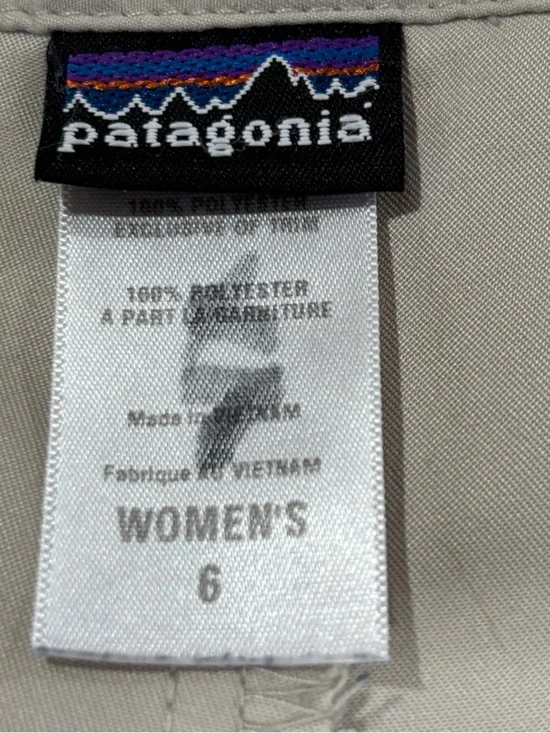 patagonia
100% POLYESTER
EXCLUSIVE OF TRIM
100% POLYESTER
A PART LA GARNITURE
Made in VIETNAM
Fabrique au VIETNAM
WOMEN'S
6